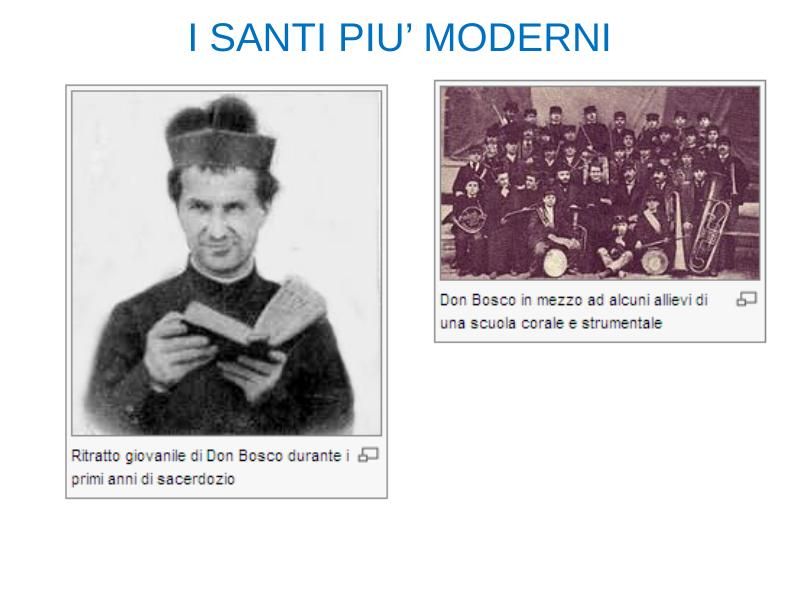 I SANTI PIU’ MODERNI
Ritratto giovanile di Don Bosco durante i
primi anni di sacerdozio
Don Bosco in mezzo ad alcuni allievi di
una scuola corale e strumentale